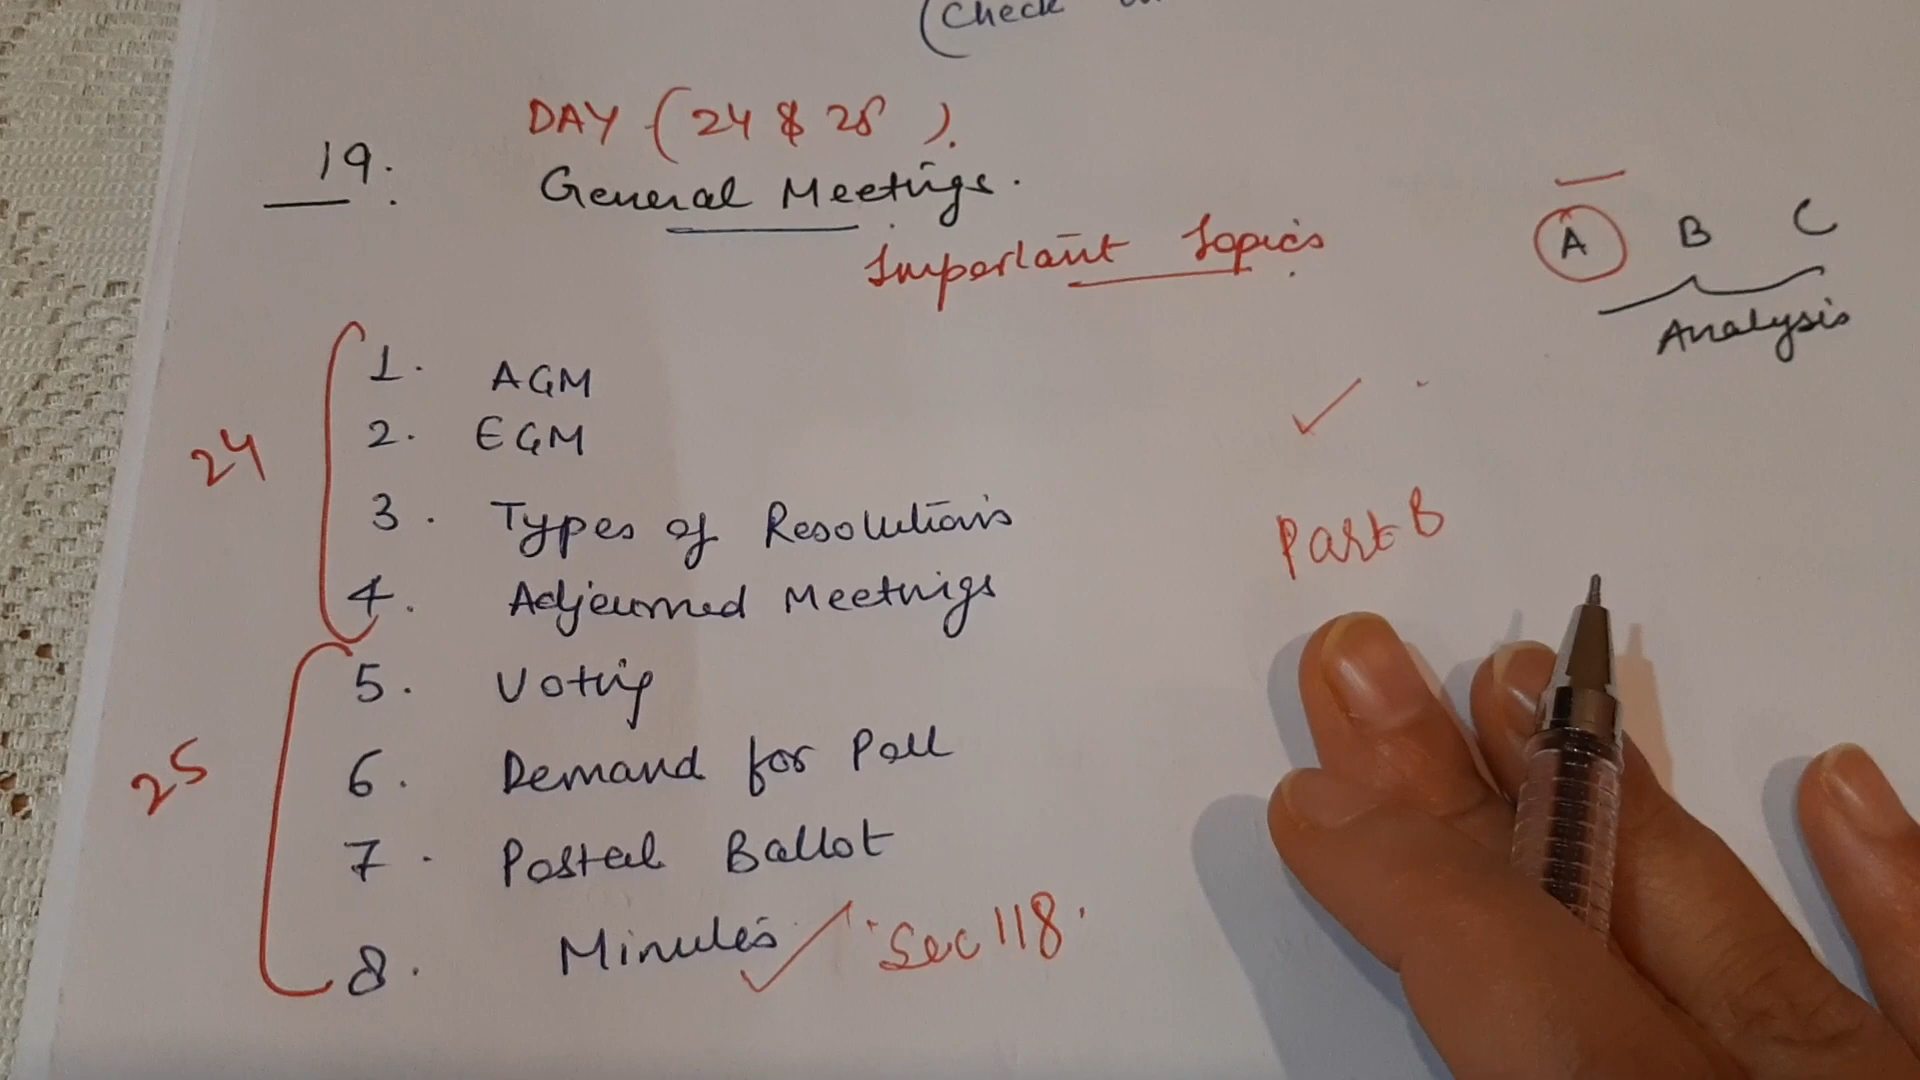 (Check
DAY (24 & 25).
19. General Meetings.
Important Topics
A B C
Analysis
24
1. AGM
2. EGM
3. Types of Resolutions
4. Adjourned Meetings
Part B
25
5. Voting
6. Demand for Poll
7. Postal Ballot
8. Minutes Sec 118.